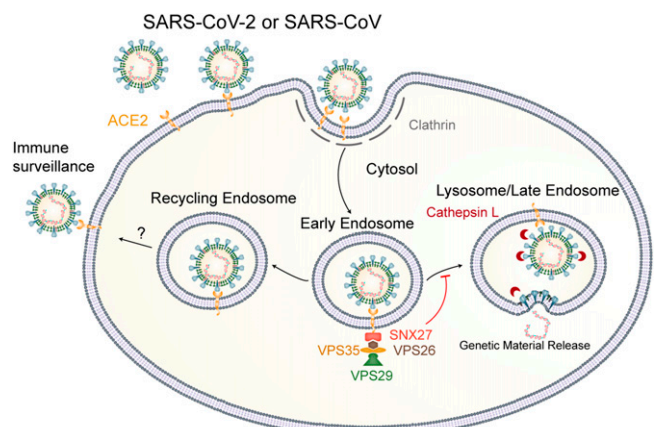 SARS-CoV-2 or SARS-CoV
ACE2
Clathrin
Immune
surveillance
Cytosol
Recycling Endosome
Lysosome/Late Endosome
Cathepsin L
Early Endosome
?
SNX27
VPS35
VPS26
VPS29
Genetic Material Release